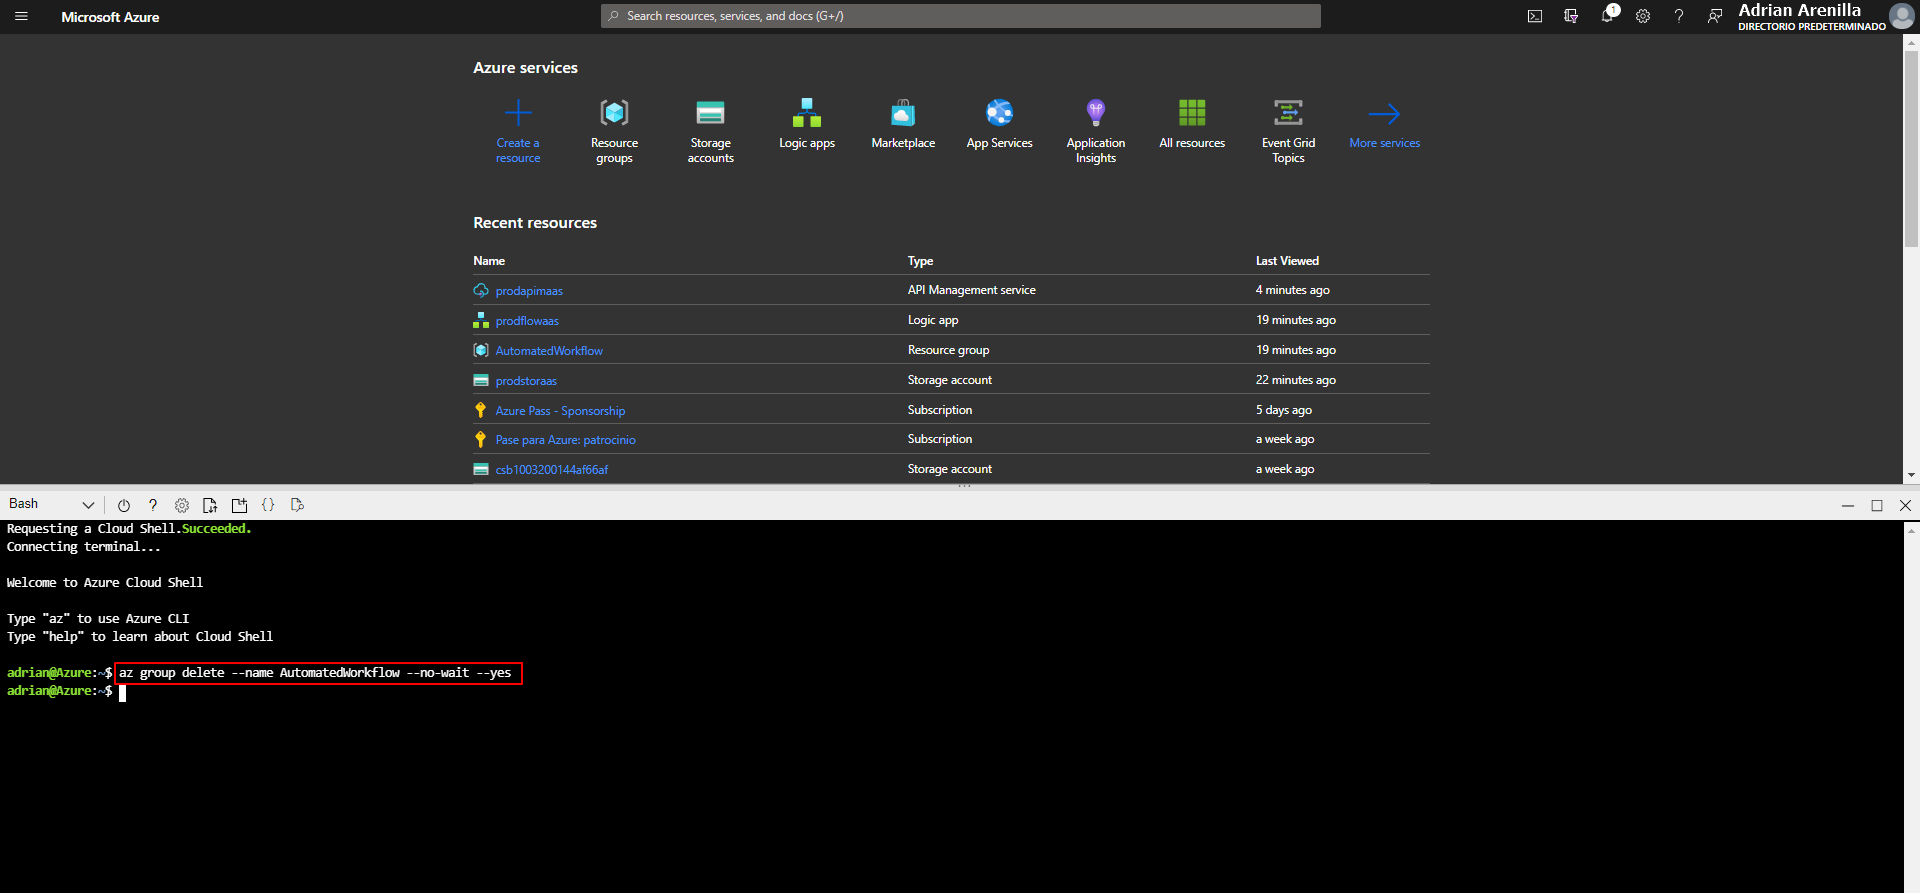 Microsoft Azure
Search resources, services, and docs (G+/)
1
Adrian Arenilla
DIRECTORIO PREDETERMINADO
Azure services
Create a
resource
Resource
groups
Storage
accounts
Logic apps
Marketplace
App Services
Application
Insights
All resources
Event Grid
Topics
More services
Recent resources
Name Type Last Viewed
prodapimaas API Management service 4 minutes ago
prodflowaas Logic app 19 minutes ago
AutomatedWorkflow Resource group 19 minutes ago
prodstoraas Storage account 22 minutes ago
Azure Pass - Sponsorship Subscription 5 days ago
Pase para Azure: patrocinio Subscription a week ago
csb1003200144af66af Storage account a week ago
Bash
Requesting a Cloud Shell.Succeeded.
Connecting terminal...
Welcome to Azure Cloud Shell
Type "az" to use Azure CLI
Type "help" to learn about Cloud Shell
adrian@Azure:~$ az group delete --name AutomatedWorkflow --no-wait --yes
adrian@Azure:~$